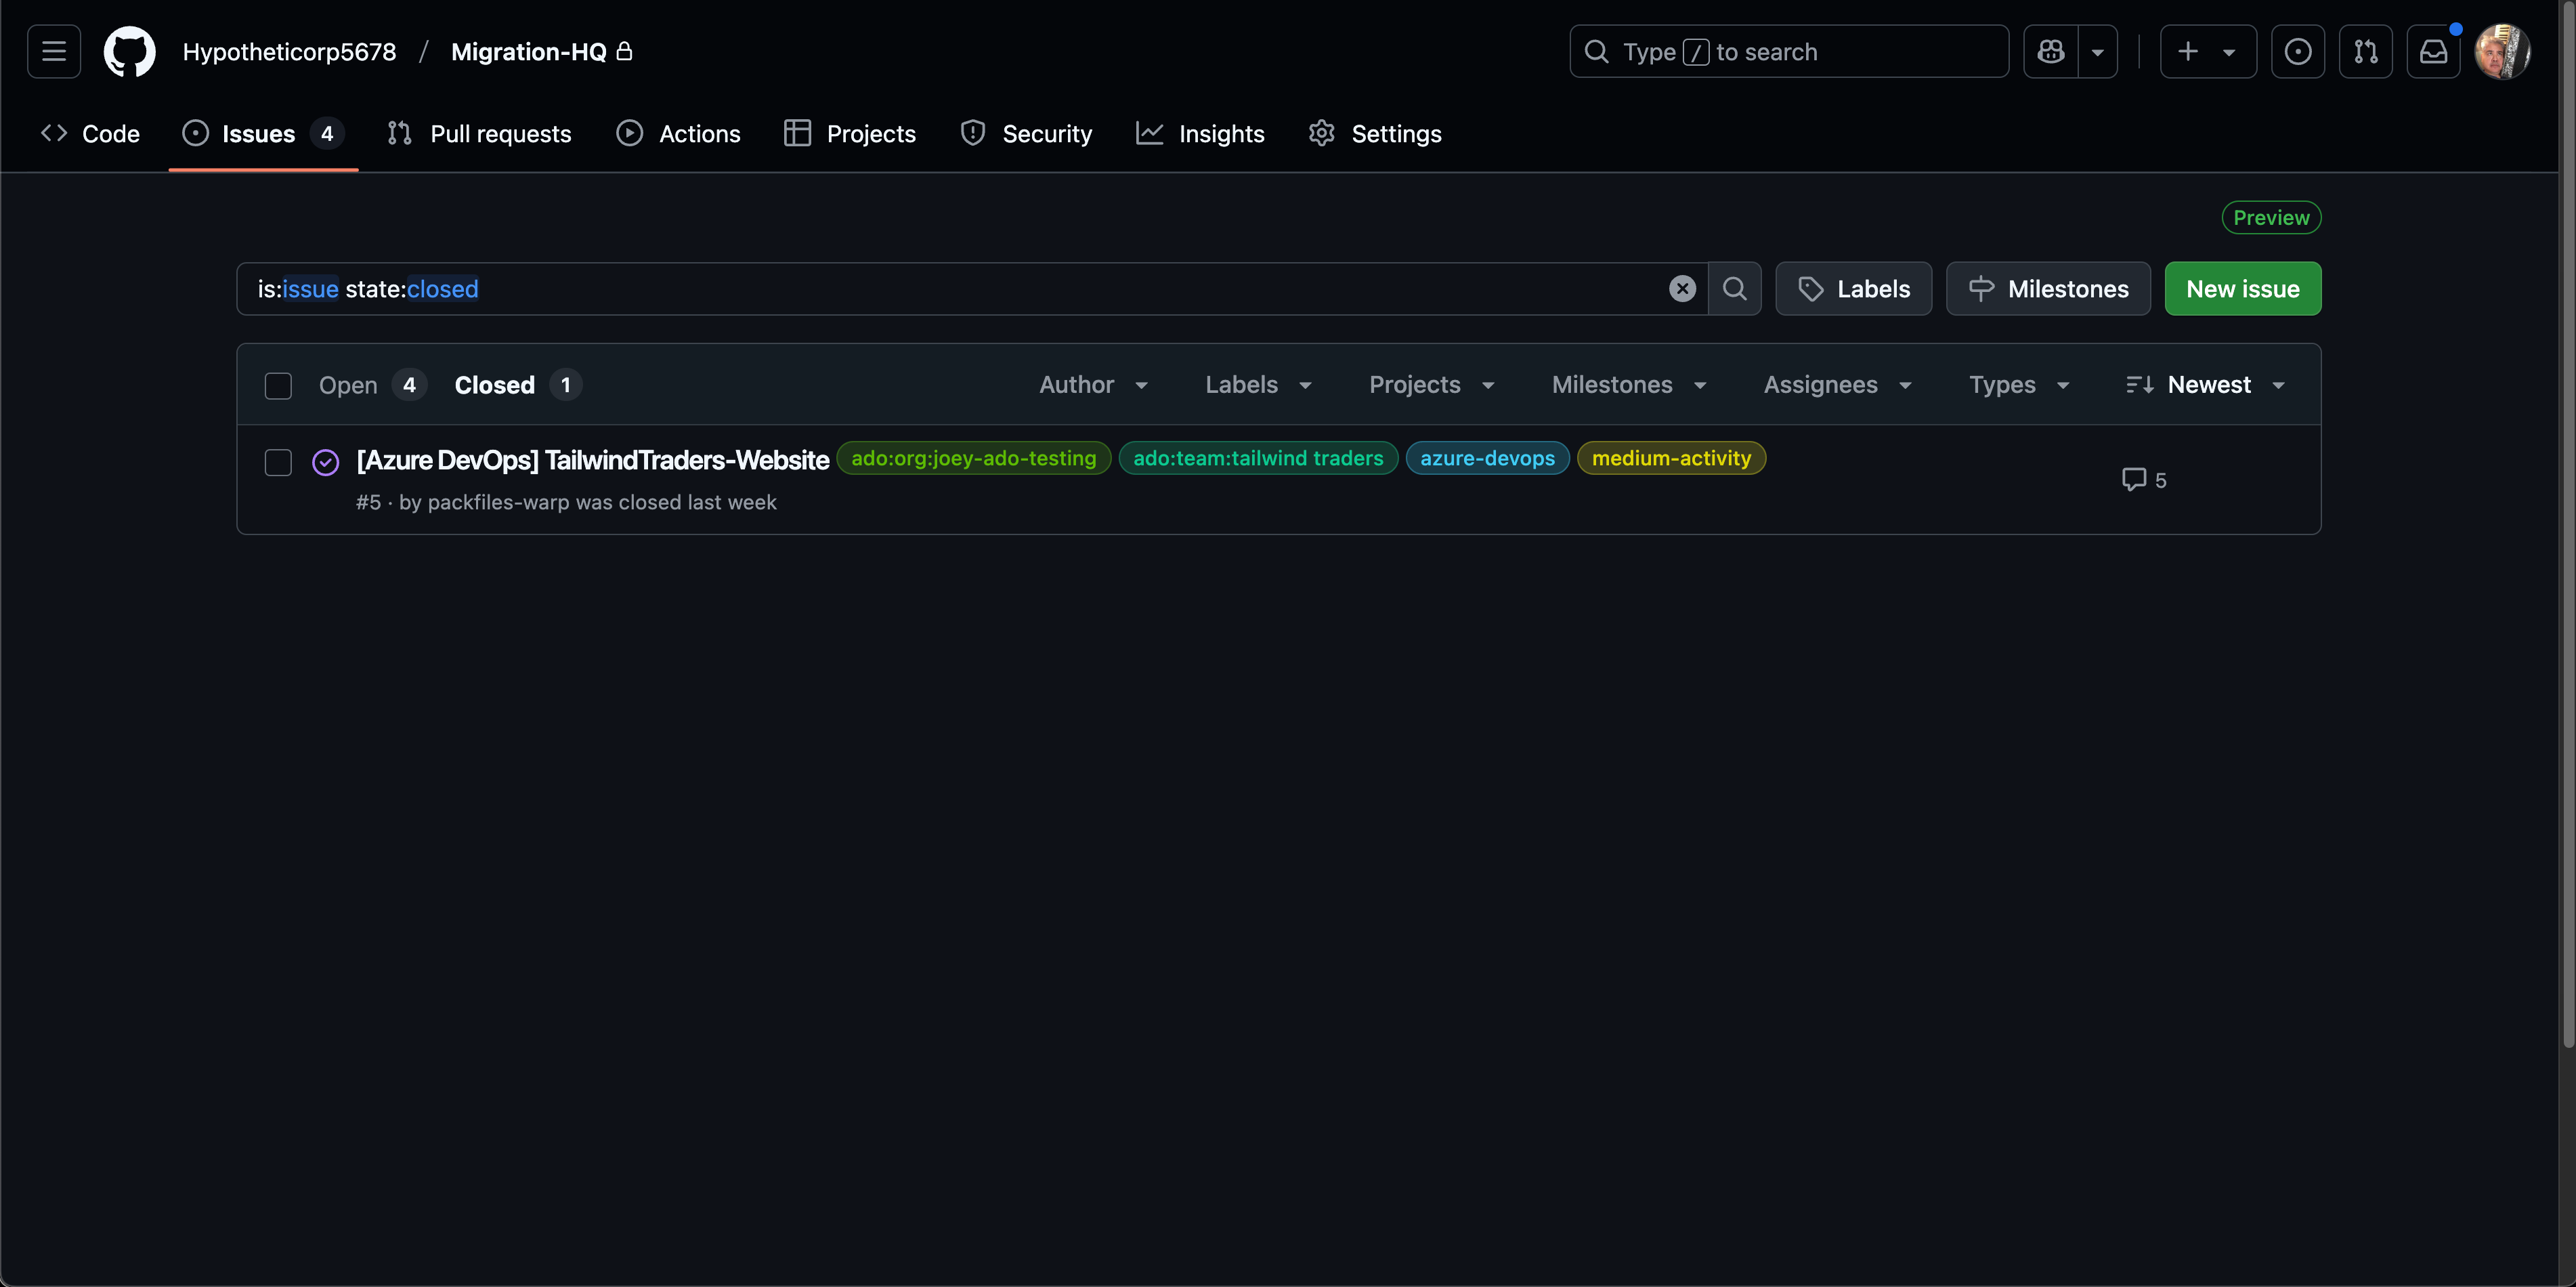 Hypotheticorp5678 / Migration-HQ
Type / to search
Code
Issues 4
Pull requests
Actions
Projects
Security
Insights
Settings
Preview
is:issue state:closed
Labels
Milestones
New issue
Open 4
Closed 1
Author
Labels
Projects
Milestones
Assignees
Types
Newest
[Azure DevOps] TailwindTraders-Website ado:org:joey-ado-testing ado:team:tailwind traders azure-devops medium-activity
#5 · by packfiles-warp was closed last week
5